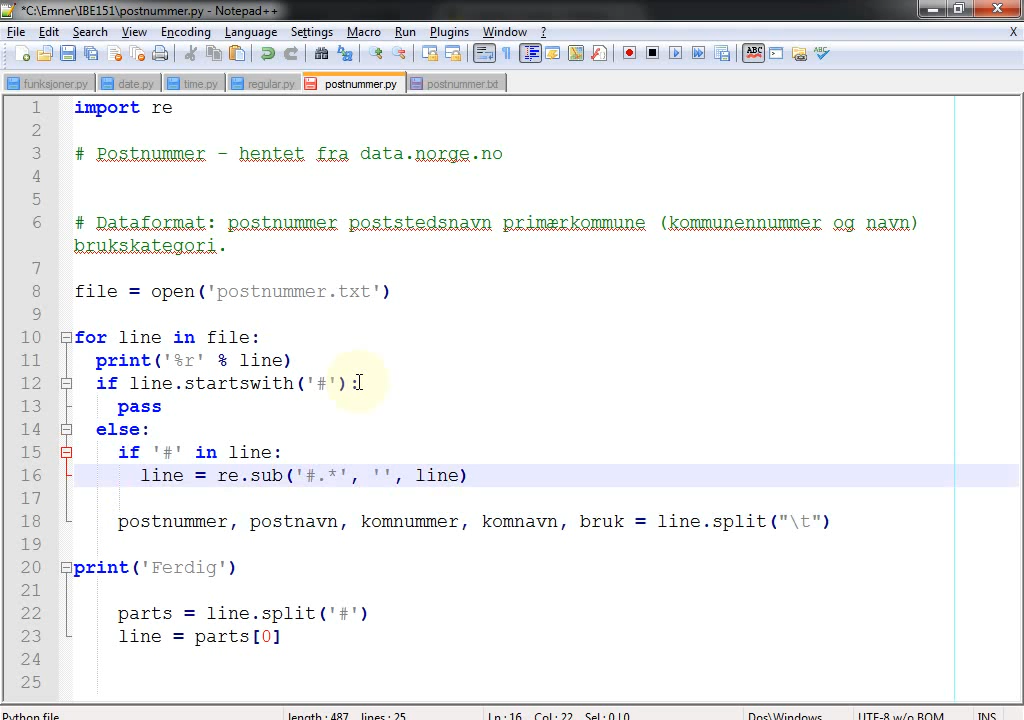 *C:\Emner\IBE151\postnummer.py - Notepad++
File Edit Search View Encoding Language Settings Macro Run Plugins Window ? X
funksjoner.py date.py time.py regular.py postnummer.py postnummer.txt
1 import re
2
3 # Postnummer - hentet fra data.norge.no
4
5
6 # Dataformat: postnummer poststedsnavn primærkommune (kommunennummer og navn)
brukskategori.
7
8 file = open('postnummer.txt')
9
10 for line in file:
11 print('%r' % line)
12 if line.startswith('#'):
13 pass
14 else:
15 if '#' in line:
16 line = re.sub('#.*', '', line)
17
18 postnummer, postnavn, komnummer, komnavn, bruk = line.split("\t")
19
20 print('Ferdig')
21
22 parts = line.split('#')
23 line = parts[0]
24
25
Python file length : 487 lines : 25 Ln : 16 Col : 22 Sel : 0 | 0 Dos\Windows UTF-8 w/o BOM INS